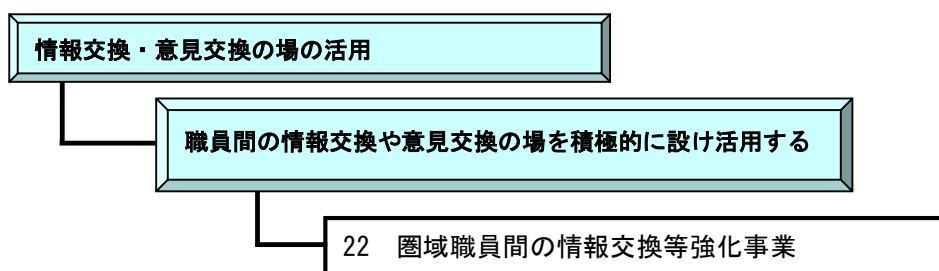 情報交換・意見交換の場の活用
職員間の情報交換や意見交換の場を積極的に設け活用する
22　圏域職員間の情報交換等強化事業